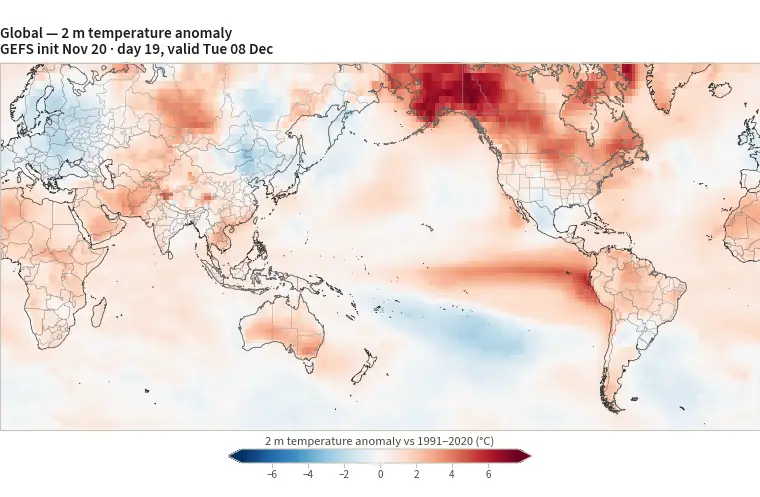 Global — 2 m temperature anomaly
GEFS init Nov 20 · day 19, valid Tue 08 Dec
2 m temperature anomaly vs 1991–2020 (°C)
−6 −4 −2 0 2 4 6